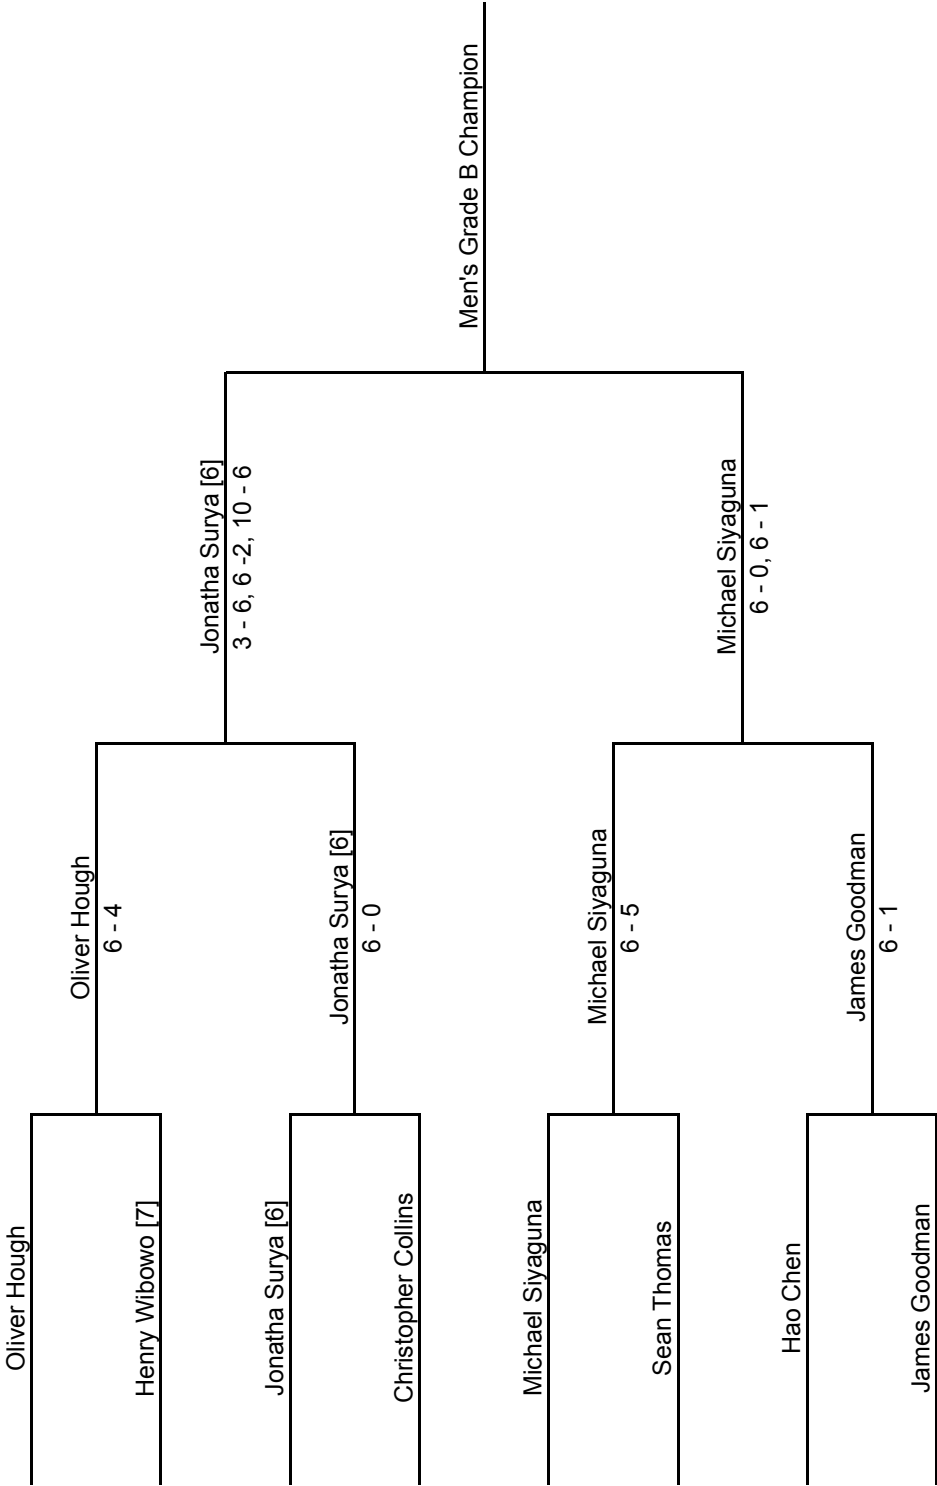 Oliver Hough
Henry Wibowo [7]
Jonatha Surya [6]
Christopher Collins
Michael Siyaguna
Sean Thomas
Hao Chen
James Goodman
Oliver Hough
6 - 4
Jonatha Surya [6]
6 - 0
Michael Siyaguna
6 - 5
James Goodman
6 - 1
Jonatha Surya [6]
3 - 6, 6 -2, 10 - 6
Michael Siyaguna
6 - 0, 6 - 1
Men's Grade B Champion